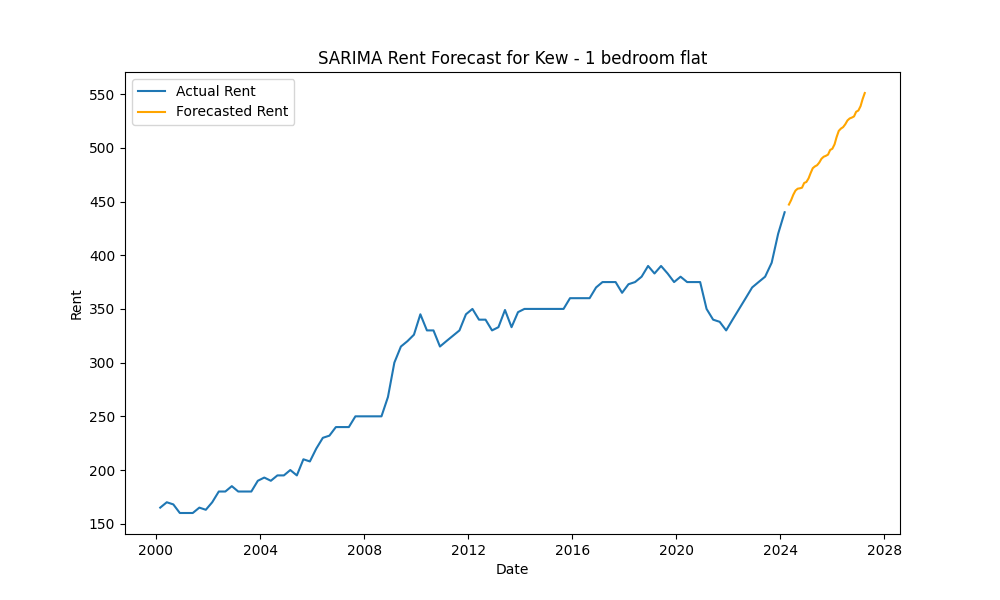 SARIMA Rent Forecast for Kew - 1 bedroom flat
Actual Rent
Forecasted Rent
550
500
450
400
350
300
250
200
150
Rent
2000 2004 2008 2012 2016 2020 2024 2028
Date